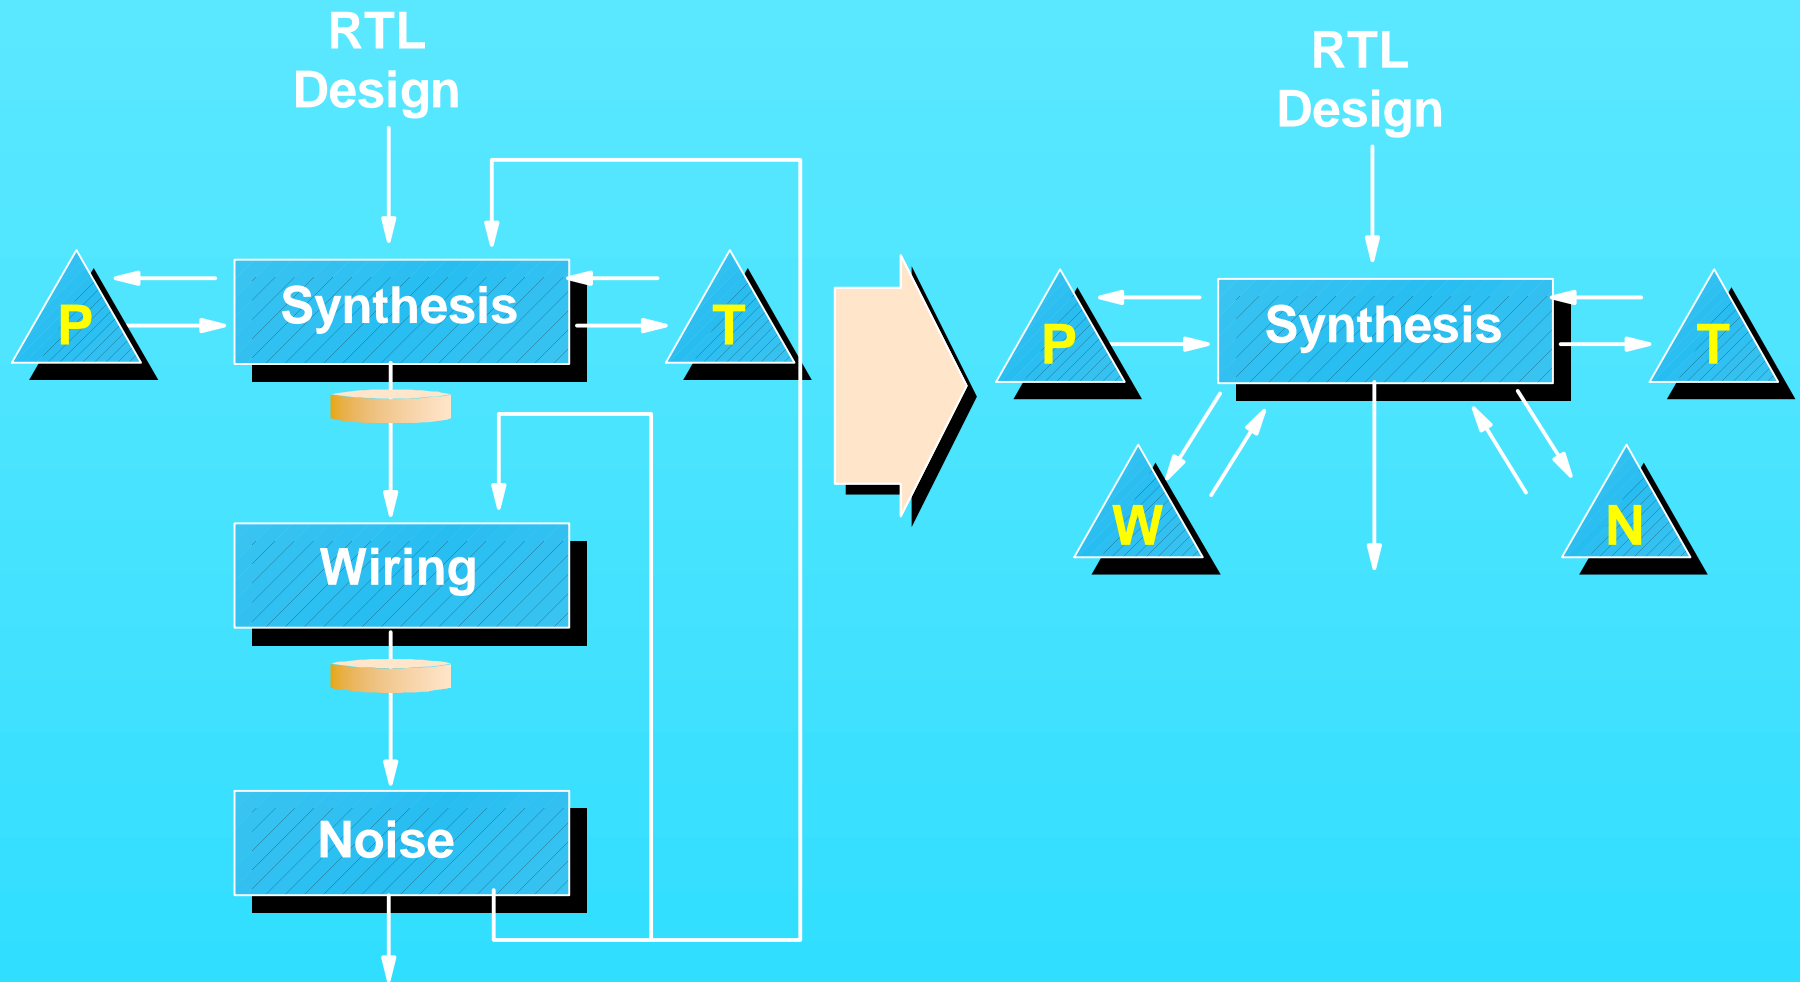 RTL
Design
P
Synthesis
T
Wiring
Noise
RTL
Design
P
Synthesis
T
W
N